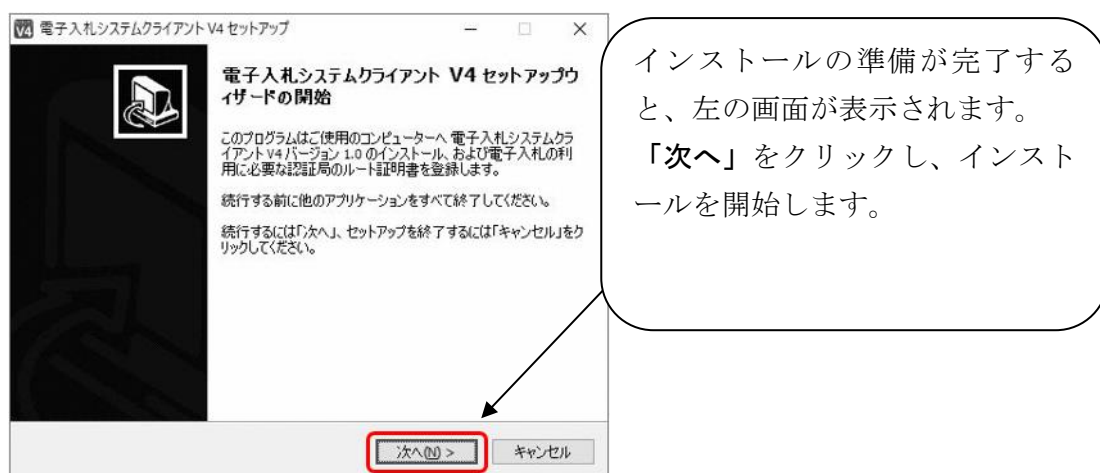 V4 電子入札システムクライアント V4 セットアップ
電子入札システムクライアント V4 セットアップウ
ィザードの開始
このプログラムはご使用のコンピューターへ 電子入札システムクラ
イアント V4 バージョン 1.0 のインストール、および電子入札の利
用に必要な認証局のルート証明書を登録します。
続行する前に他のアプリケーションをすべて終了してください。
続行するには「次へ」、セットアップを終了するには「キャンセル」をク
リックしてください。
次へ(N) >
キャンセル
インストールの準備が完了する
と、左の画面が表示されます。
「次へ」をクリックし、インスト
ールを開始します。